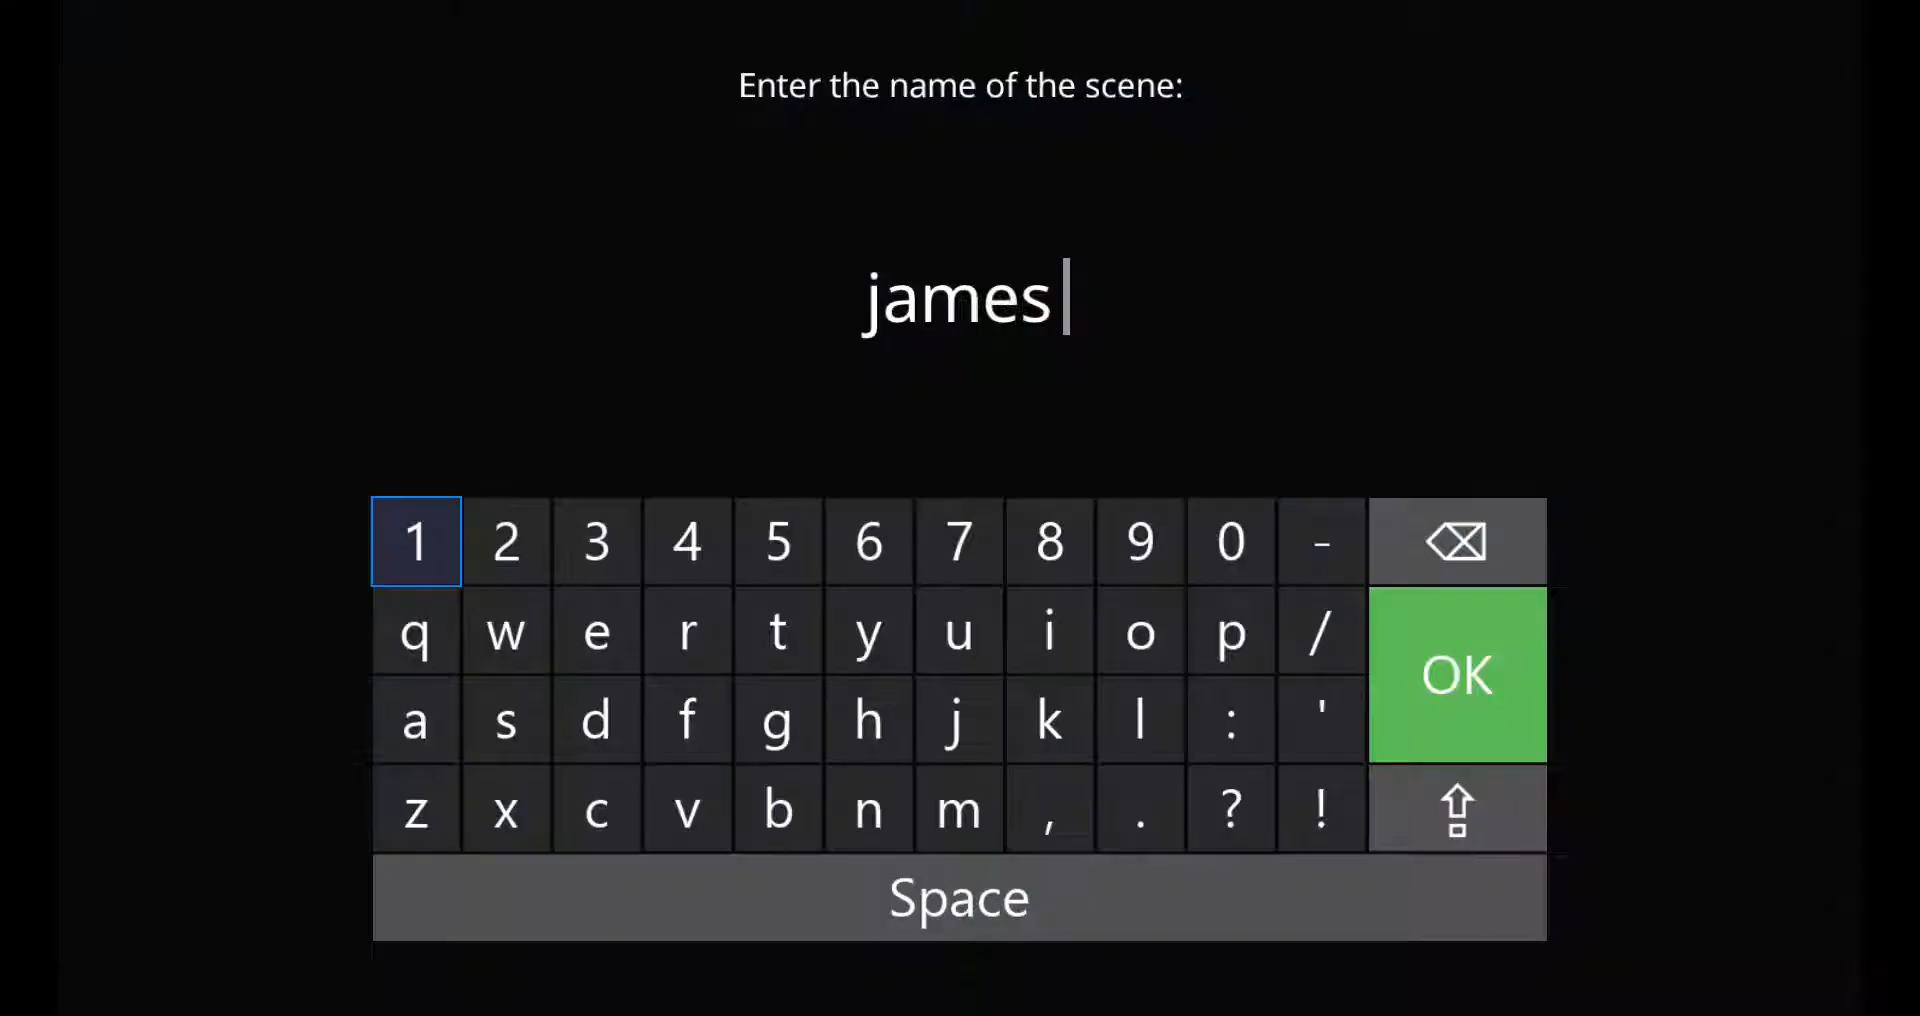 Enter the name of the scene:
james
1 2 3 4 5 6 7 8 9 0 -
q w e r t y u i o p /
OK
a s d f g h j k l : '
z x c v b n m , . ? !
Space